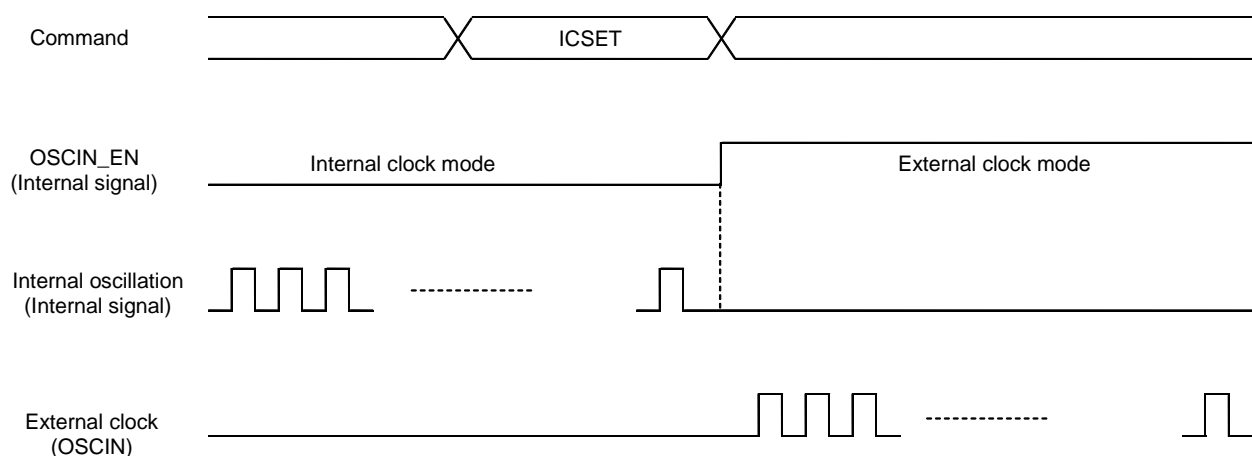 Command
ICSET
OSCIN_EN
(Internal signal)
Internal clock mode
External clock mode
Internal oscillation
(Internal signal)
External clock
(OSCIN)